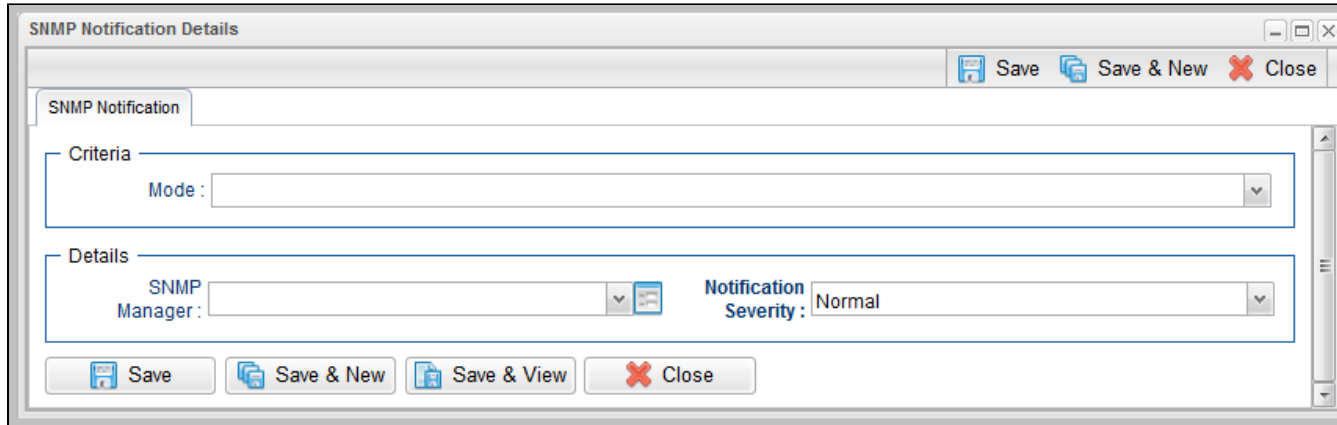 SNMP Notification Details
Save Save & New Close
SNMP Notification
Criteria
Mode :
Details
SNMP Manager :
Notification Severity : Normal
Save Save & New Save & View Close